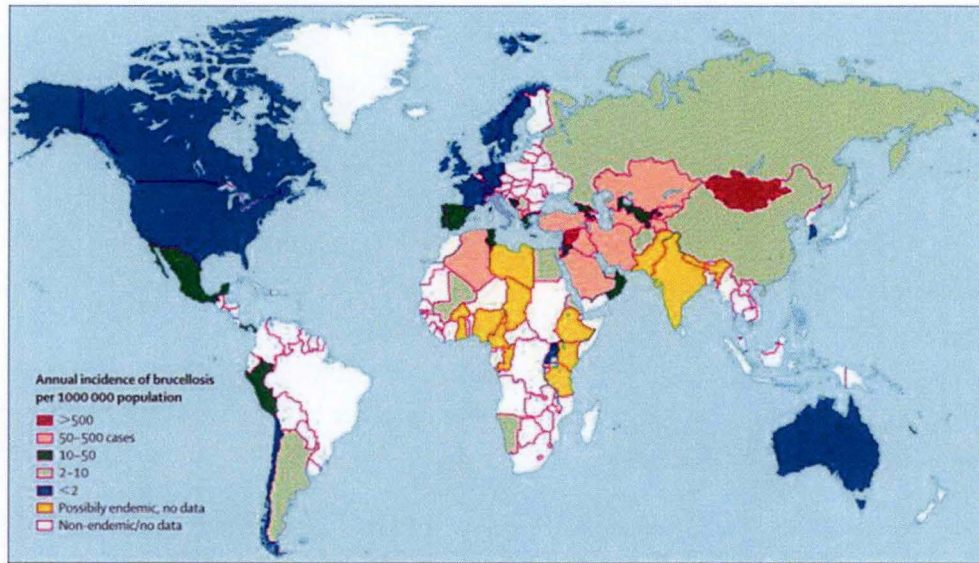 Annual incidence of brucellosis
per 1000 000 population
>500
50–500 cases
10–50
2–10
<2
Possibily endemic, no data
Non-endemic/no data